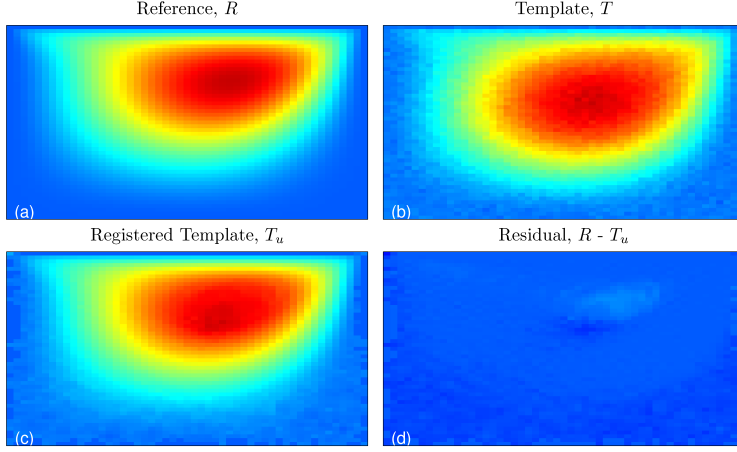 Reference, R
Template, T
(a)
(b)
Registered Template, Tu
Residual, R - Tu
(c)
(d)